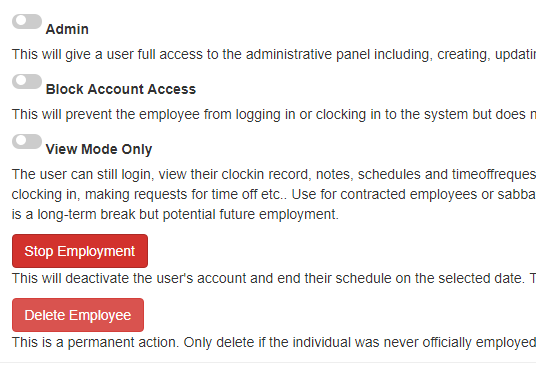 Admin
This will give a user full access to the administrative panel including, creating,
Block Account Access
This will prevent the employee from logging in or clocking in to the system but does
View Mode Only
The user can still login, view their clockin record, notes, schedules and
clocking in, making requests for time off etc.. Use for contracted employees or
is a long-term break but potential future employment.
Stop Employment
This will deactivate the user's account and end their schedule on the selected date.
Delete Employee
This is a permanent action. Only delete if the individual was never officially employed